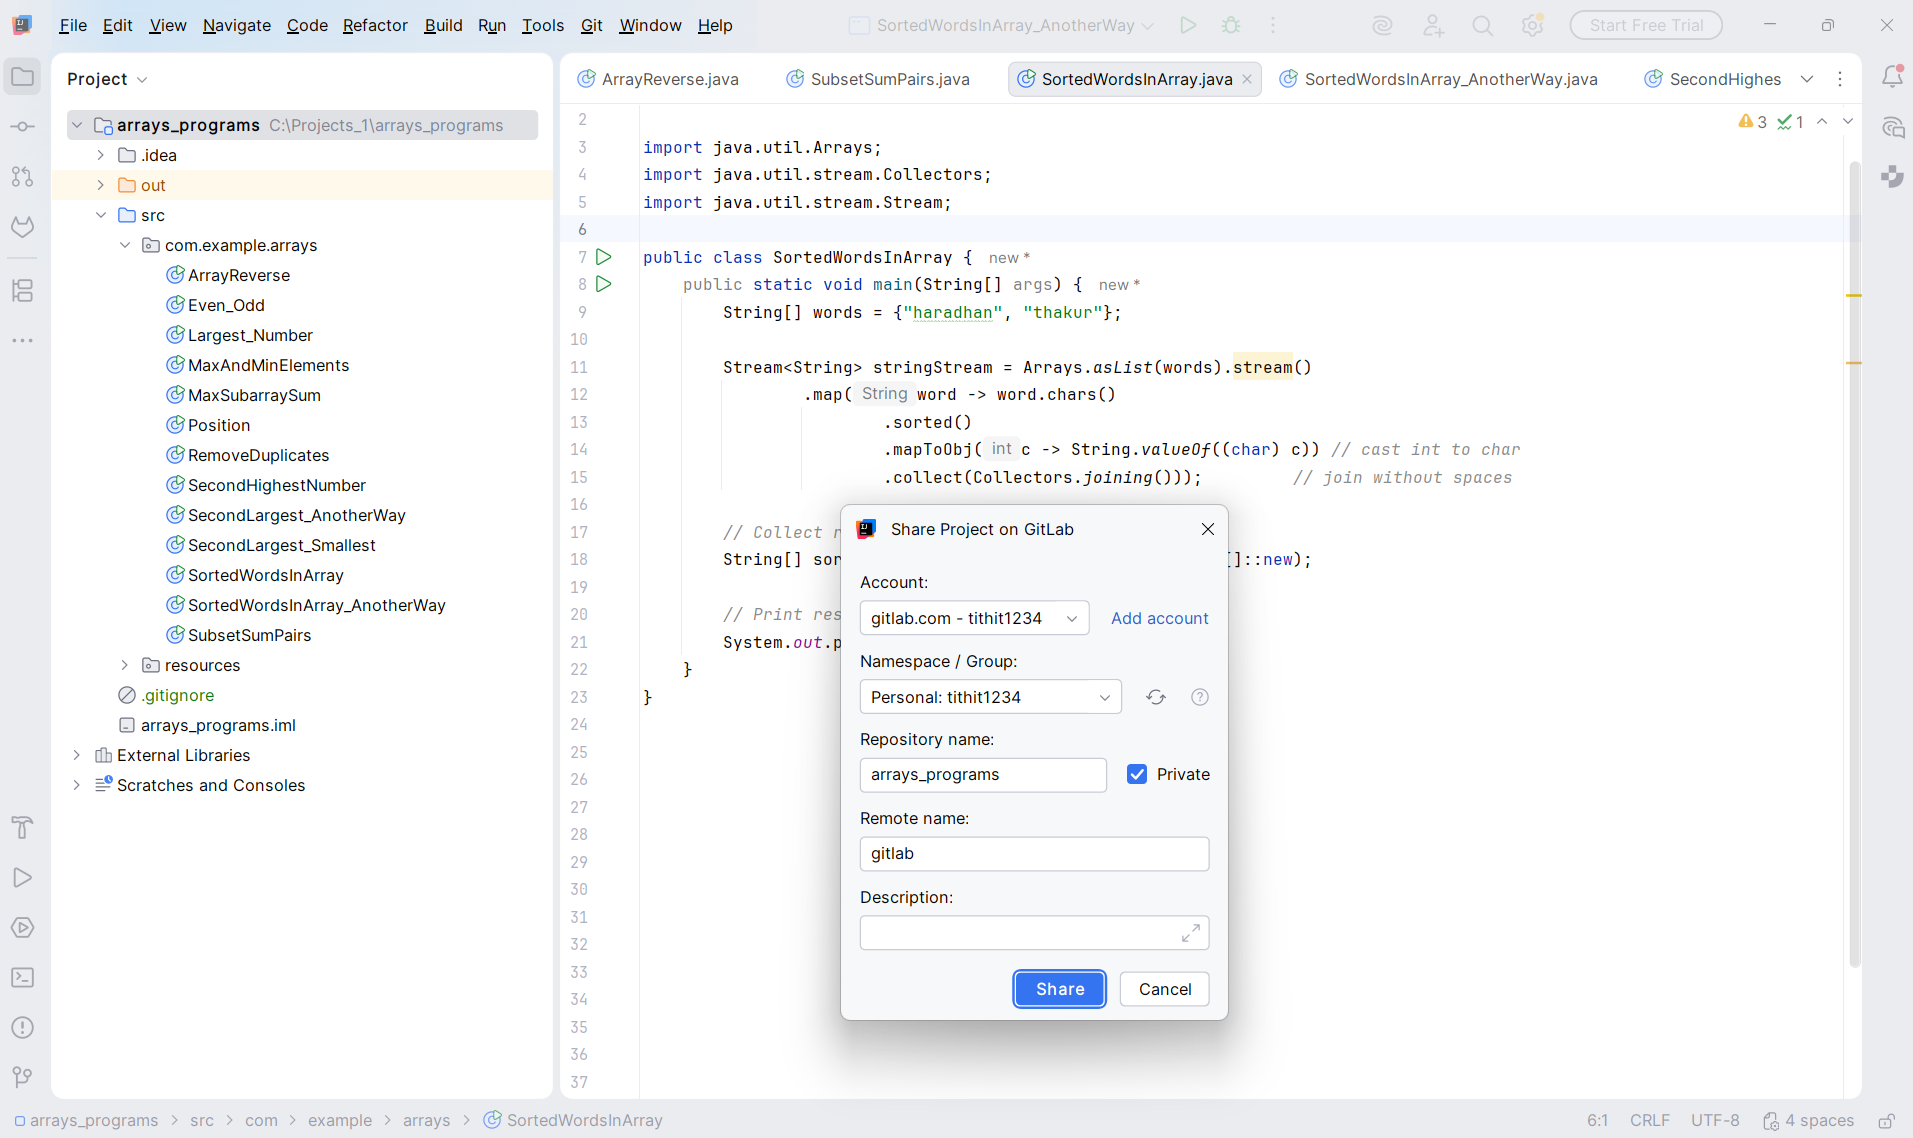 File Edit View Navigate Code Refactor Build Run Tools Git Window Help
SortedWordsInArray_AnotherWay
Start Free Trial
Project
arrays_programs C:\Projects_1\arrays_programs
.idea
out
src
com.example.arrays
ArrayReverse
Even_Odd
Largest_Number
MaxAndMinElements
MaxSubarraySum
Position
RemoveDuplicates
SecondHighestNumber
SecondLargest_AnotherWay
SecondLargest_Smallest
SortedWordsInArray
SortedWordsInArray_AnotherWay
SubsetSumPairs
resources
.gitignore
arrays_programs.iml
External Libraries
Scratches and Consoles
ArrayReverse.java SubsetSumPairs.java SortedWordsInArray.java SortedWordsInArray_AnotherWay.java SecondHighes
3 1
2
3 import java.util.Arrays;
4 import java.util.stream.Collectors;
5 import java.util.stream.Stream;
6
7 public class SortedWordsInArray { new *
8 public static void main(String[] args) { new *
9 String[] words = {"haradhan", "thakur"};
10
11 Stream<String> stringStream = Arrays.asList(words).stream()
12 .map( String word -> word.chars()
13 .sorted()
14 .mapToObj( int c -> String.valueOf((char) c)) // cast int to char
15 .collect(Collectors.joining())); // join without spaces
16
17 // Collect r
18 String[] sor []::new);
19
20 // Print res
21 System.out.p
22 }
23 }
24
25
26
27
28
29
30
31
32
33
34
35
36
37
Share Project on GitLab
Account:
gitlab.com - tithit1234 Add account
Namespace / Group:
Personal: tithit1234
Repository name:
arrays_programs Private
Remote name:
gitlab
Description:
Share Cancel
arrays_programs > src > com > example > arrays > SortedWordsInArray
6:1 CRLF UTF-8 4 spaces